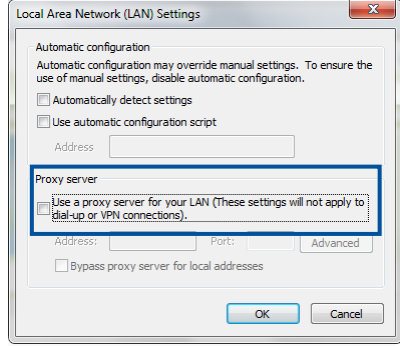 Local Area Network (LAN) Settings
Automatic configuration
Automatic configuration may override manual settings. To ensure the
use of manual settings, disable automatic configuration.
Automatically detect settings
Use automatic configuration script
Address
Proxy server
Use a proxy server for your LAN (These settings will not apply to
dial-up or VPN connections).
Address:
Port:
Advanced
Bypass proxy server for local addresses
OK
Cancel